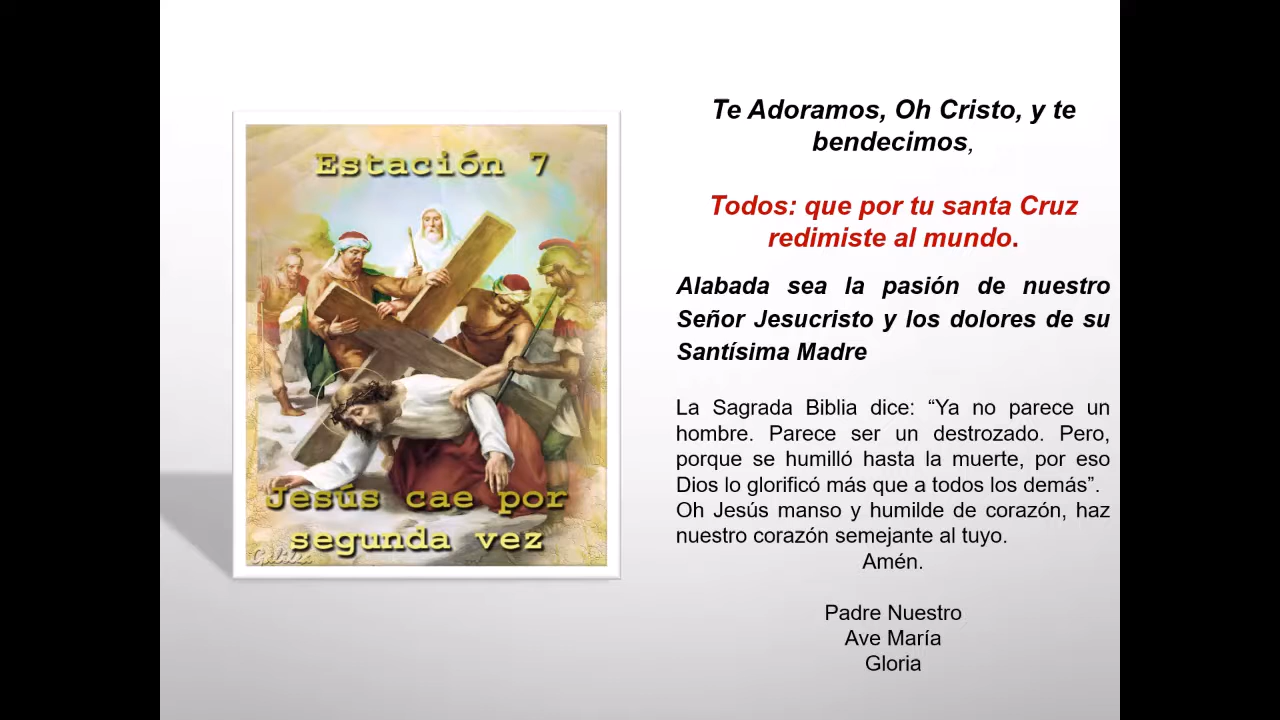 Estación 7
Jesús cae por
segunda vez
Galilea
Te Adoramos, Oh Cristo, y te
bendecimos,
Todos: que por tu santa Cruz
redimiste al mundo.
Alabada sea la pasión de nuestro
Señor Jesucristo y los dolores de su
Santísima Madre
La Sagrada Biblia dice: “Ya no parece un
hombre. Parece ser un destrozado. Pero,
porque se humilló hasta la muerte, por eso
Dios lo glorificó más que a todos los demás”.
Oh Jesús manso y humilde de corazón, haz
nuestro corazón semejante al tuyo.
Amén.
Padre Nuestro
Ave María
Gloria